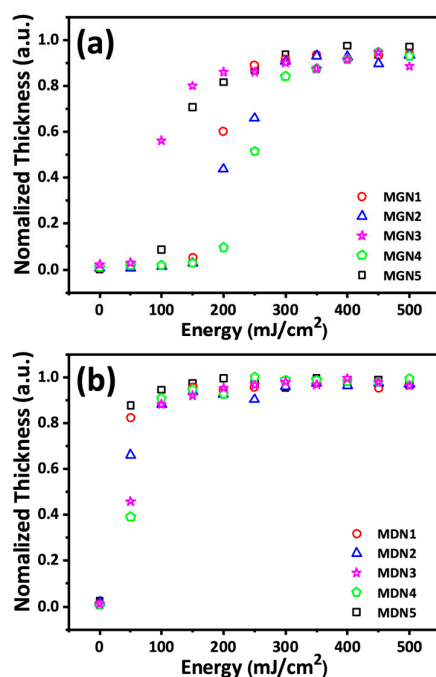 (a)
Nomalized Thickness (a.u.)
1.0
0.8
0.6
0.4
0.2
0.0
MGN1
MGN2
MGN3
MGN4
MGN5
0 100 200 300 400 500
Energy (mJ/cm²)
(b)
Nomalized Thickness (a.u.)
1.0
0.8
0.6
0.4
0.2
0.0
MDN1
MDN2
MDN3
MDN4
MDN5
0 100 200 300 400 500
Energy (mJ/cm²)